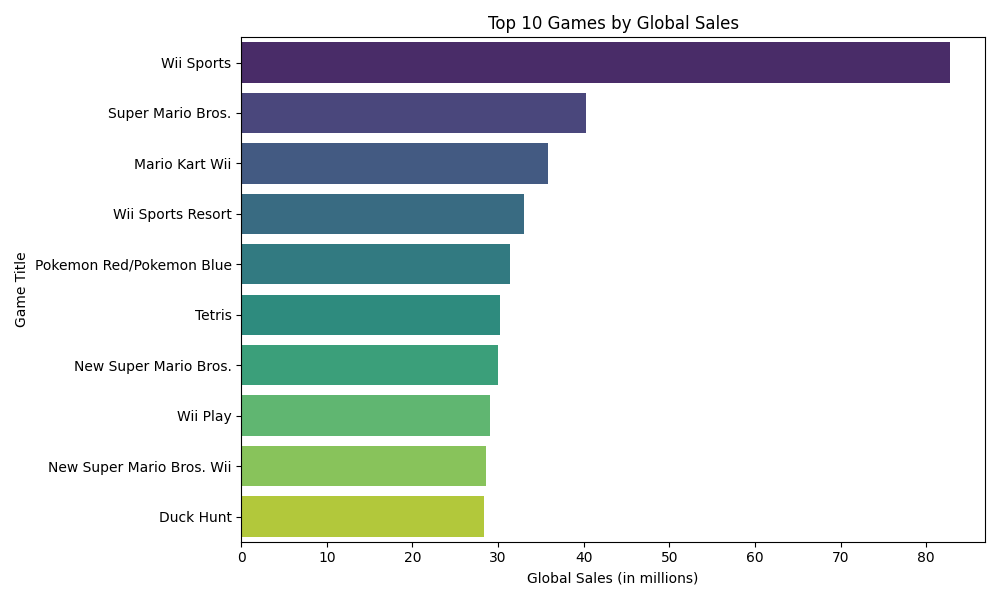 Top 10 Games by Global Sales
Game Title
Wii Sports
Super Mario Bros.
Mario Kart Wii
Wii Sports Resort
Pokemon Red/Pokemon Blue
Tetris
New Super Mario Bros.
Wii Play
New Super Mario Bros. Wii
Duck Hunt
0 10 20 30 40 50 60 70 80
Global Sales (in millions)